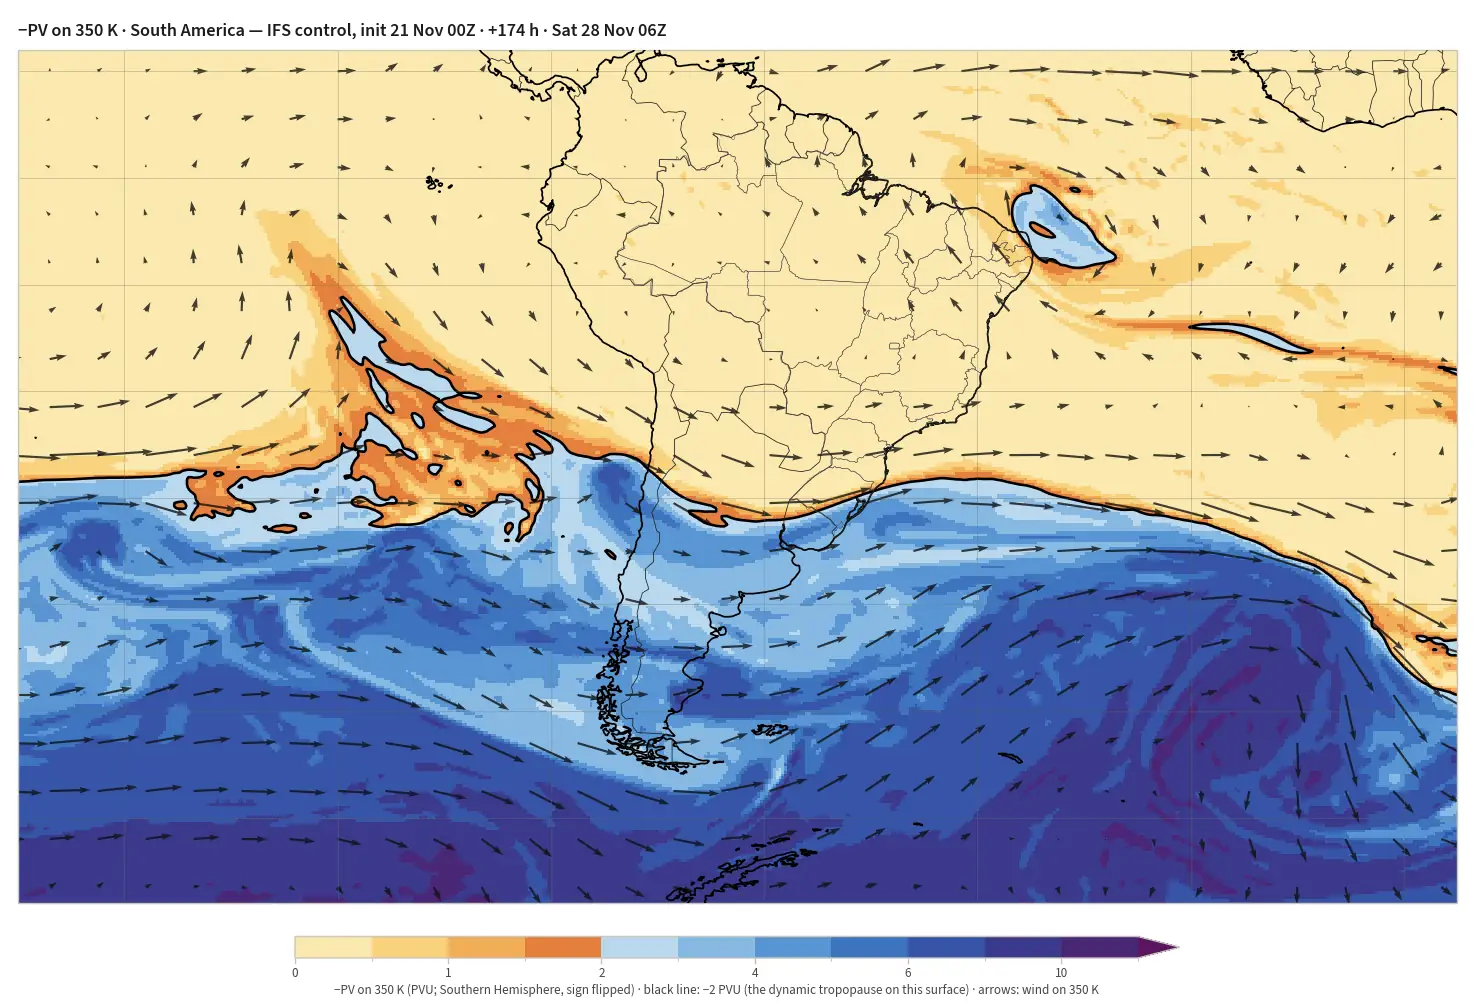 −PV on 350 K · South America — IFS control, init 21 Nov 00Z · +174 h · Sat 28 Nov 06Z
0 1 2 4 6 10
−PV on 350 K (PVU; Southern Hemisphere, sign flipped) · black line: −2 PVU (the dynamic tropopause on this surface) · arrows: wind on 350 K